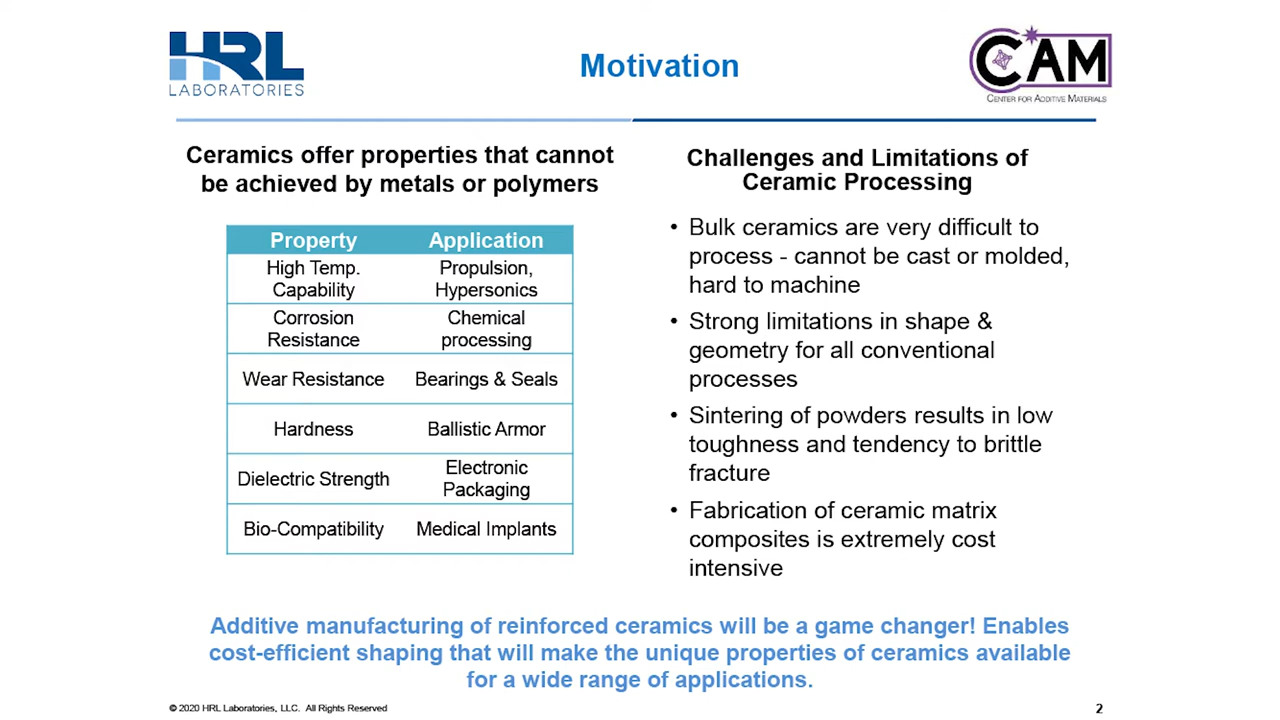 HRL
LABORATORIES
Motivation
CAM
CENTER FOR ADDITIVE MATERIALS
Ceramics offer properties that cannot
be achieved by metals or polymers
Property Application
High Temp.
Capability
Propulsion,
Hypersonics
Corrosion
Resistance
Chemical
processing
Wear Resistance Bearings & Seals
Hardness Ballistic Armor
Dielectric Strength
Electronic
Packaging
Bio-Compatibility Medical Implants
Challenges and Limitations of
Ceramic Processing
• Bulk ceramics are very difficult to
process - cannot be cast or molded,
hard to machine
• Strong limitations in shape &
geometry for all conventional
processes
• Sintering of powders results in low
toughness and tendency to brittle
fracture
• Fabrication of ceramic matrix
composites is extremely cost
intensive
Additive manufacturing of reinforced ceramics will be a game changer! Enables
cost-efficient shaping that will make the unique properties of ceramics available
for a wide range of applications.
© 2020 HRL Laboratories, LLC. All Rights Reserved
2